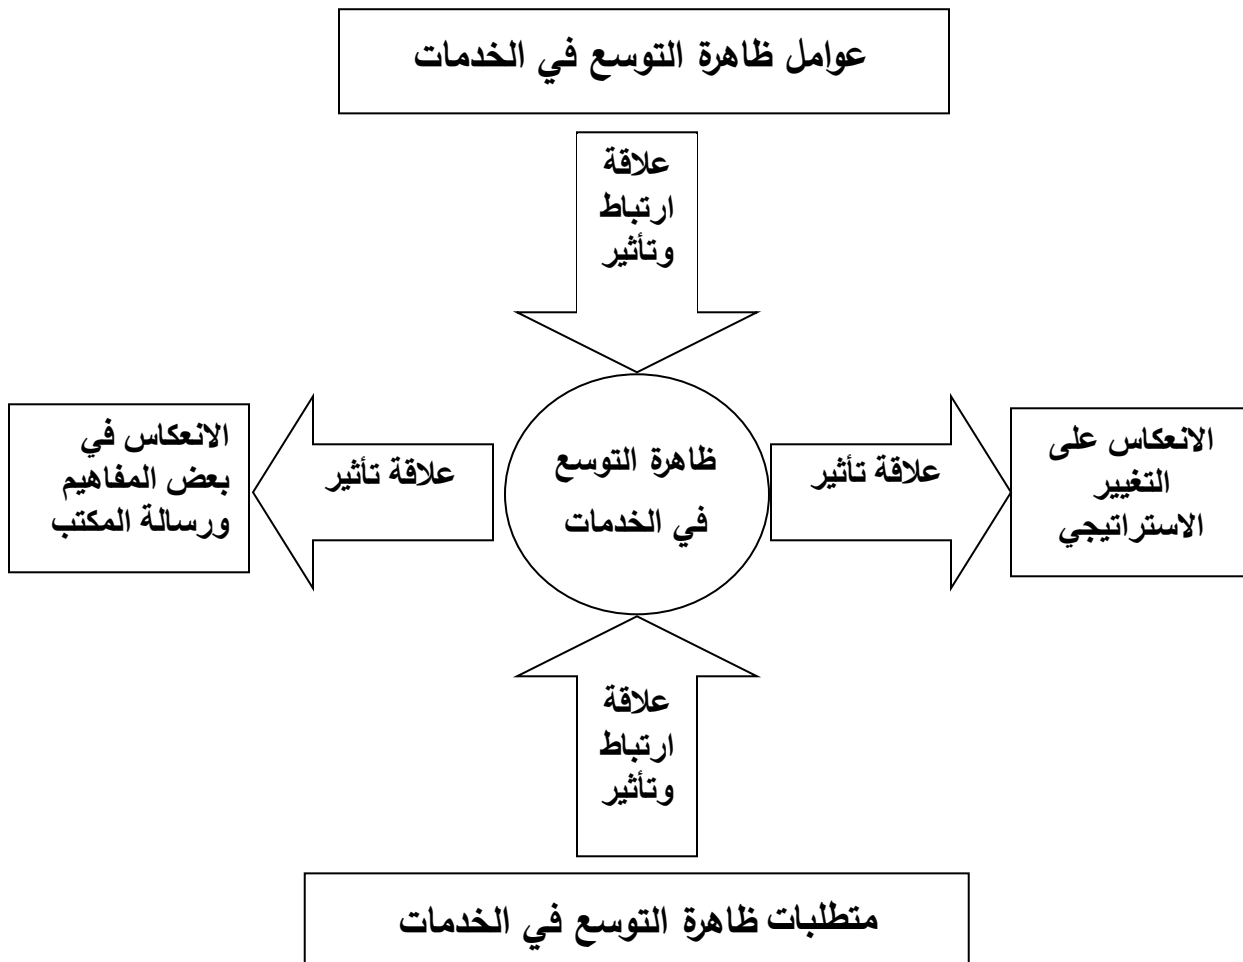 عوامل ظاهرة التوسع في الخدمات
علاقة
ارتباط
وتأثير
الانعكاس على
التغيير
الاستراتيجي
علاقة تأثير
ظاهرة التوسع
في الخدمات
علاقة تأثير
الانعكاس في
بعض المفاهيم
ورسالة المكتب
علاقة
ارتباط
وتأثير
متطلبات ظاهرة التوسع في الخدمات